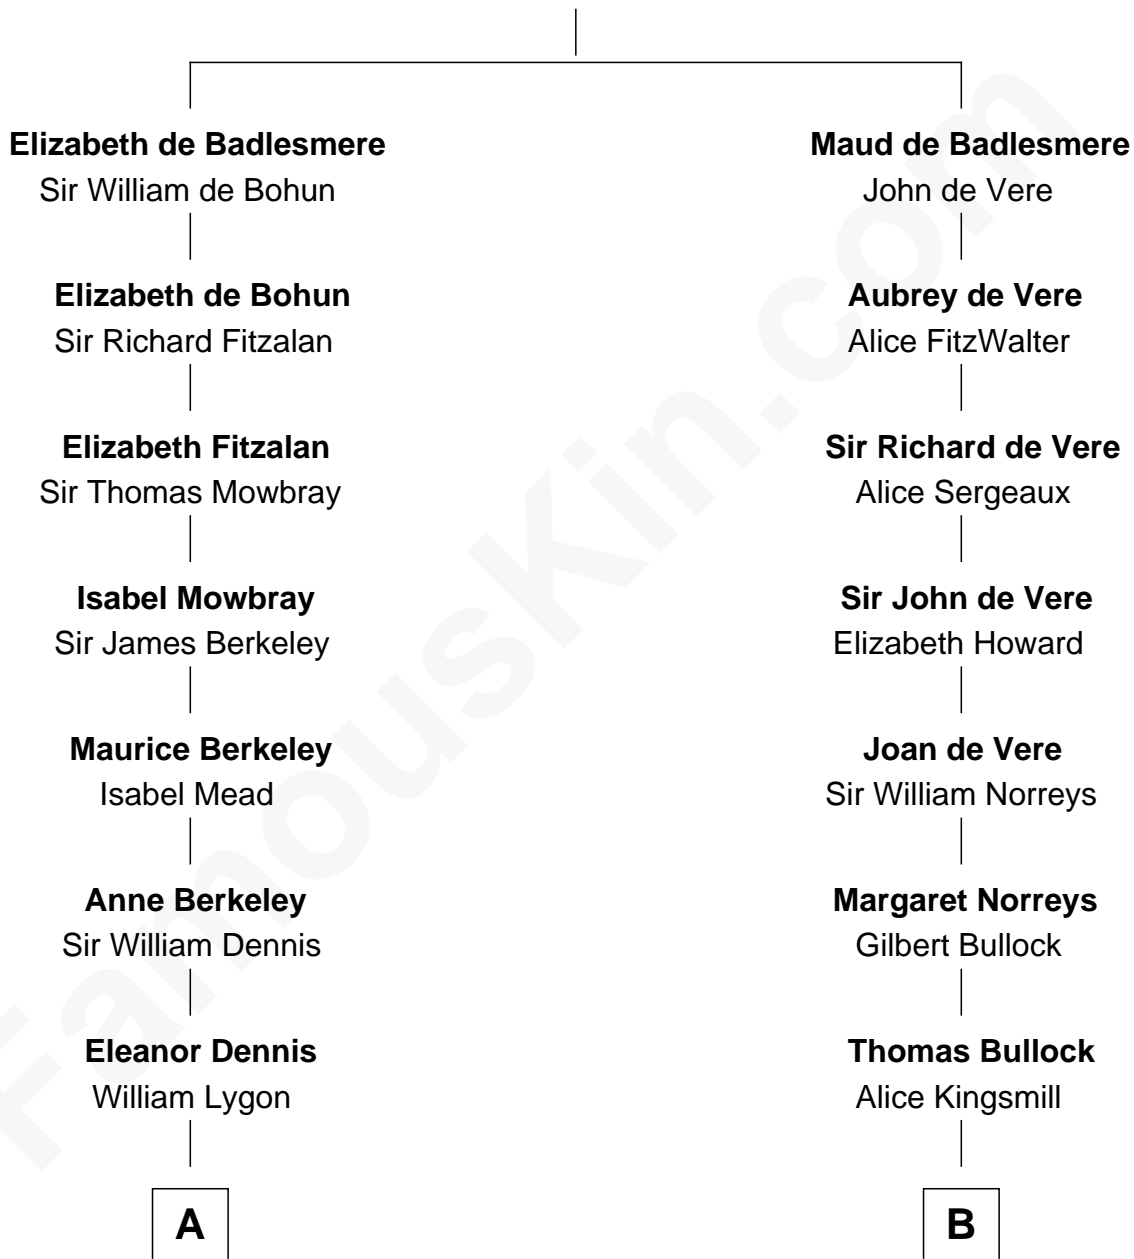 Elizabeth de Badlesmere
Sir William de Bohun
Elizabeth de Bohun
Sir Richard Fitzalan
Elizabeth Fitzalan
Sir Thomas Mowbray
Isabel Mowbray
Sir James Berkeley
Maurice Berkeley
Isabel Mead
Anne Berkeley
Sir William Dennis
Eleanor Dennis
William Lygon
A
Maud de Badlesmere
John de Vere
Aubrey de Vere
Alice FitzWalter
Sir Richard de Vere
Alice Sergeaux
Sir John de Vere
Elizabeth Howard
Joan de Vere
Sir William Norreys
Margaret Norreys
Gilbert Bullock
Thomas Bullock
Alice Kingsmill
B
FamousKin.com